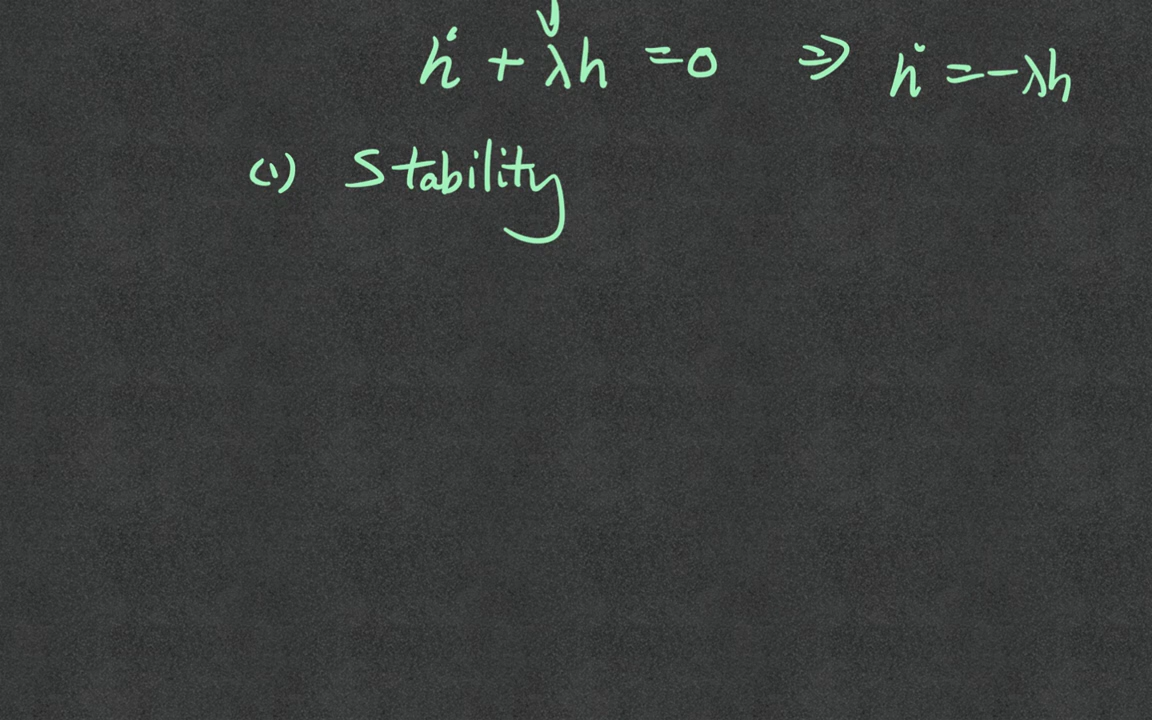 ḣ + λh = 0 ⇒ ḣ = -λh
(1) Stability